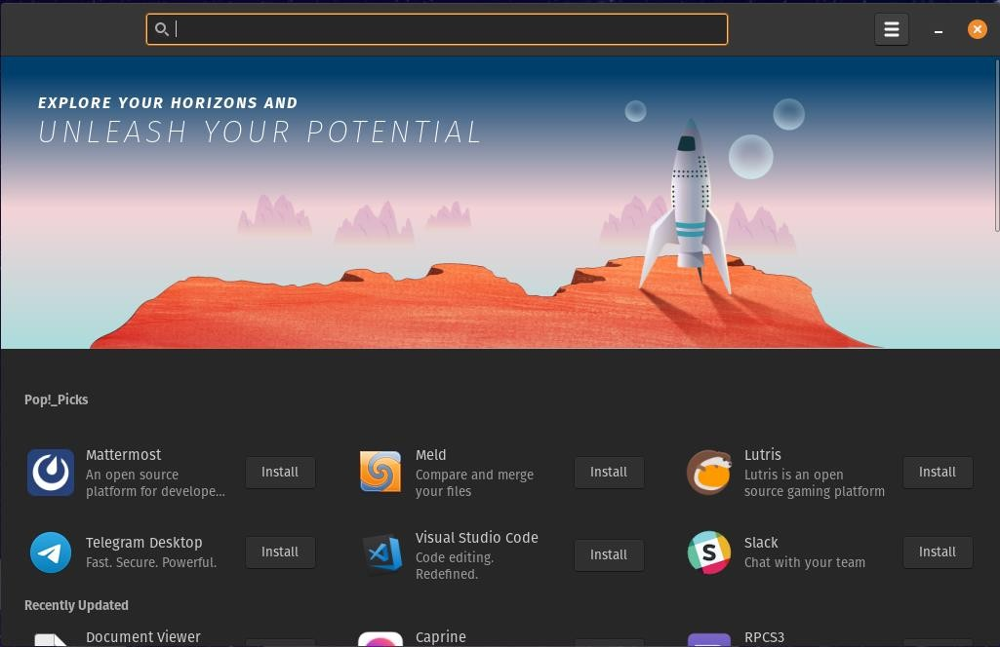 EXPLORE YOUR HORIZONS AND
UNLEASH YOUR POTENTIAL
Pop!_Picks
Mattermost
An open source
platform for develope...
Install
Meld
Compare and merge
your files
Install
Lutris
Lutris is an open
source gaming platform
Install
Telegram Desktop
Fast. Secure. Powerful.
Install
Visual Studio Code
Code editing.
Redefined.
Install
S
Slack
Chat with your team
Install
Recently Updated
Document Viewer
Caprine
RPCS3